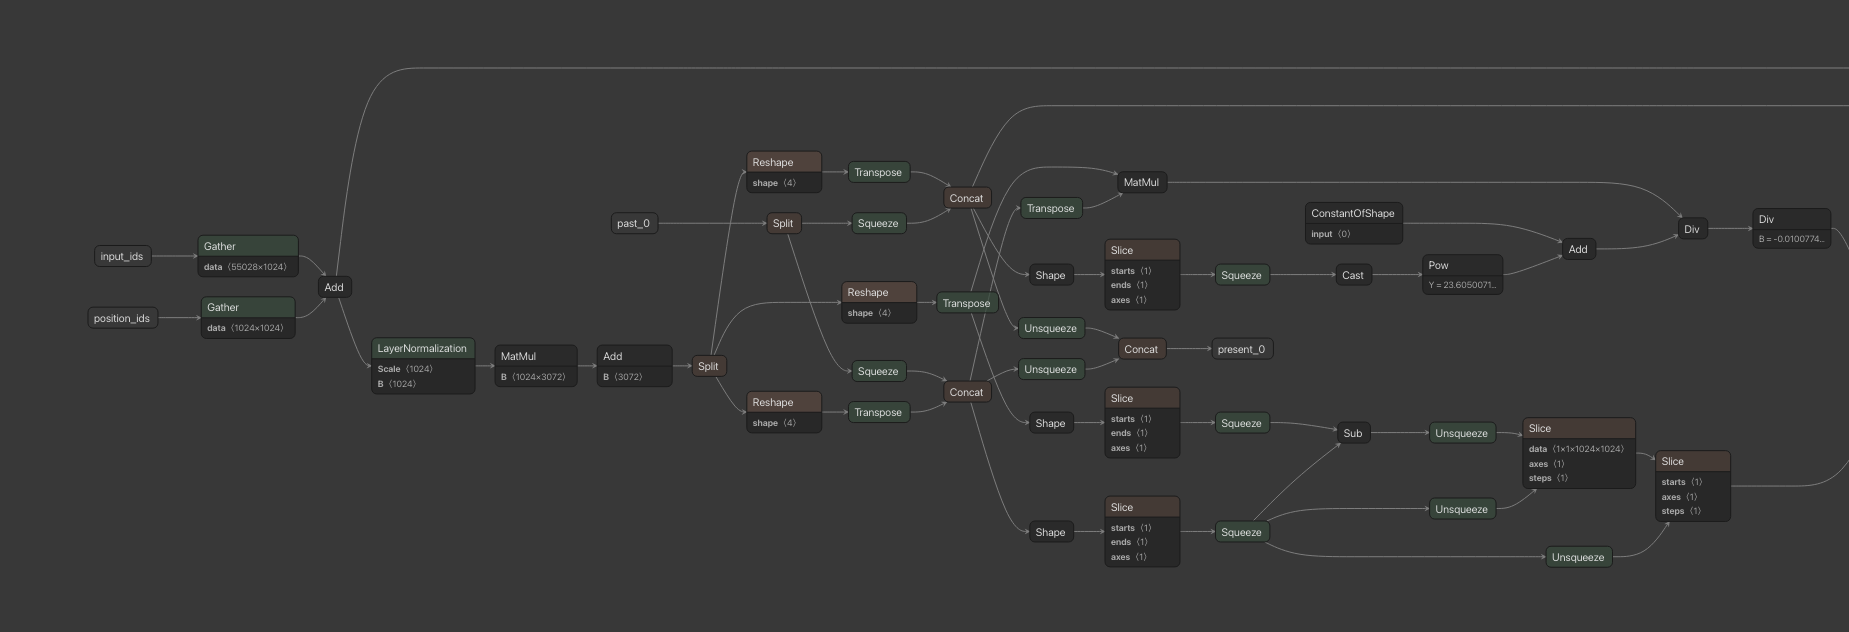 input_ids
position_ids
Gather
data ⟨55028×1024⟩
Gather
data ⟨1024×1024⟩
Add
LayerNormalization
Scale ⟨1024⟩
B ⟨1024⟩
MatMul
B ⟨1024×3072⟩
Add
B ⟨3072⟩
past_0
Split
Reshape
shape ⟨4⟩
Split
Reshape
shape ⟨4⟩
Reshape
shape ⟨4⟩
Transpose
Squeeze
Squeeze
Transpose
Concat
Transpose
Concat
Transpose
Shape
Unsqueeze
Unsqueeze
Shape
Shape
MatMul
Slice
starts ⟨1⟩
ends ⟨1⟩
axes ⟨1⟩
Concat
Slice
starts ⟨1⟩
ends ⟨1⟩
axes ⟨1⟩
Slice
starts ⟨1⟩
ends ⟨1⟩
axes ⟨1⟩
Squeeze
present_0
Squeeze
Squeeze
ConstantOfShape
input ⟨0⟩
Cast
Sub
Pow
Y = 23.6050071…
Unsqueeze
Unsqueeze
Add
Slice
data ⟨1×1×1024×1024⟩
axes ⟨1⟩
steps ⟨1⟩
Unsqueeze
Div
Slice
starts ⟨1⟩
axes ⟨1⟩
steps ⟨1⟩
Div
B = -0.0100774…